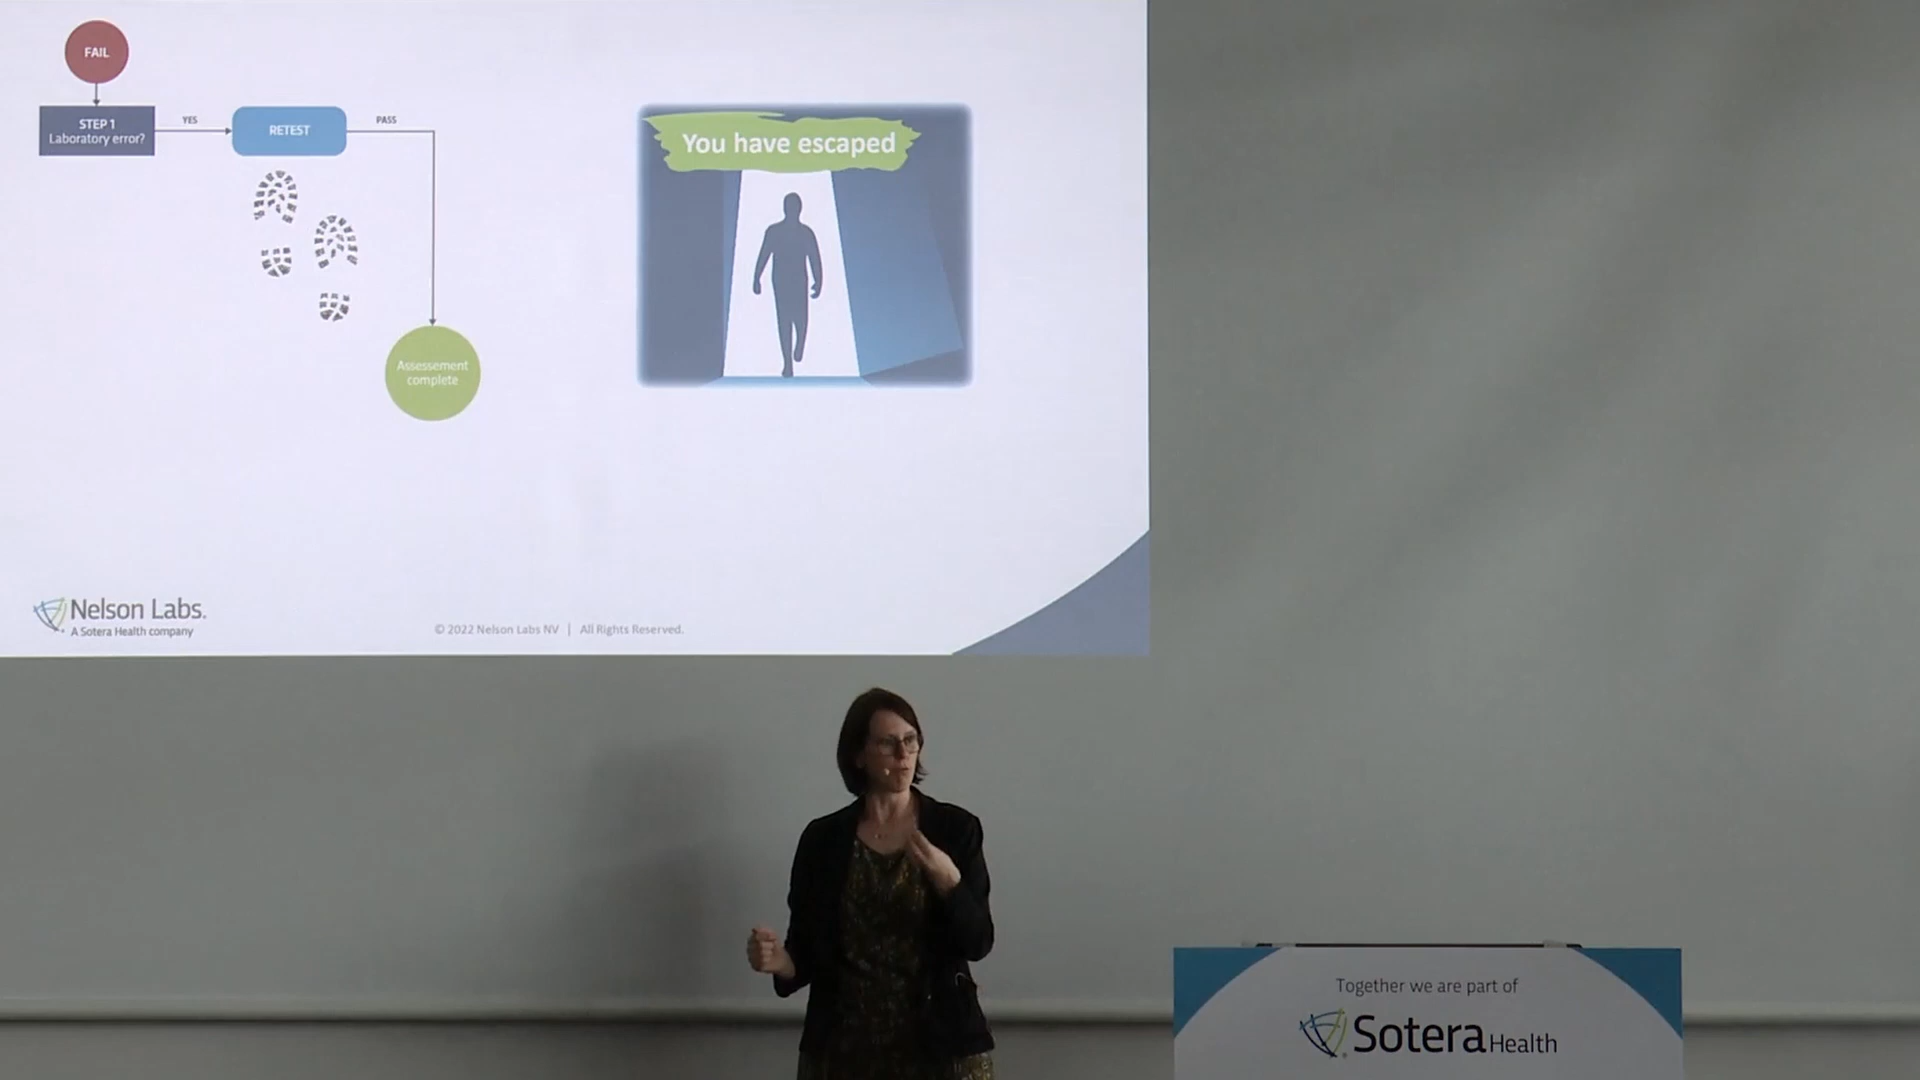 FAIL
STEP 1
Laboratory error?
YES
RETEST
PASS
Assessement
complete
You have escaped
Nelson Labs.
A Sotera Health company
© 2022 Nelson Labs NV | All Rights Reserved.
Together we are part of
Sotera Health